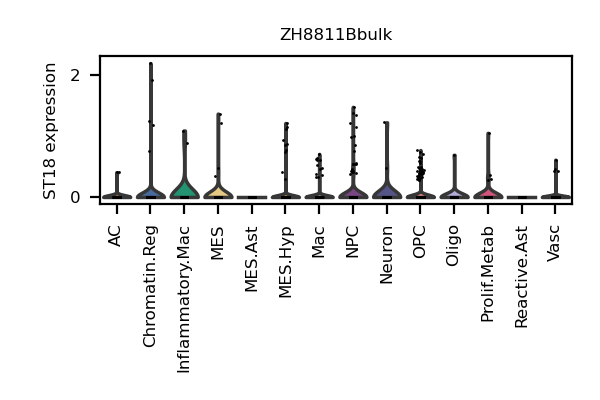 ZH8811Bbulk
ST18 expression
2
0
AC
Chromatin.Reg
Inflammatory.Mac
MES
MES.Ast
MES.Hyp
Mac
NPC
Neuron
OPC
Oligo
Prolif.Metab
Reactive.Ast
Vasc